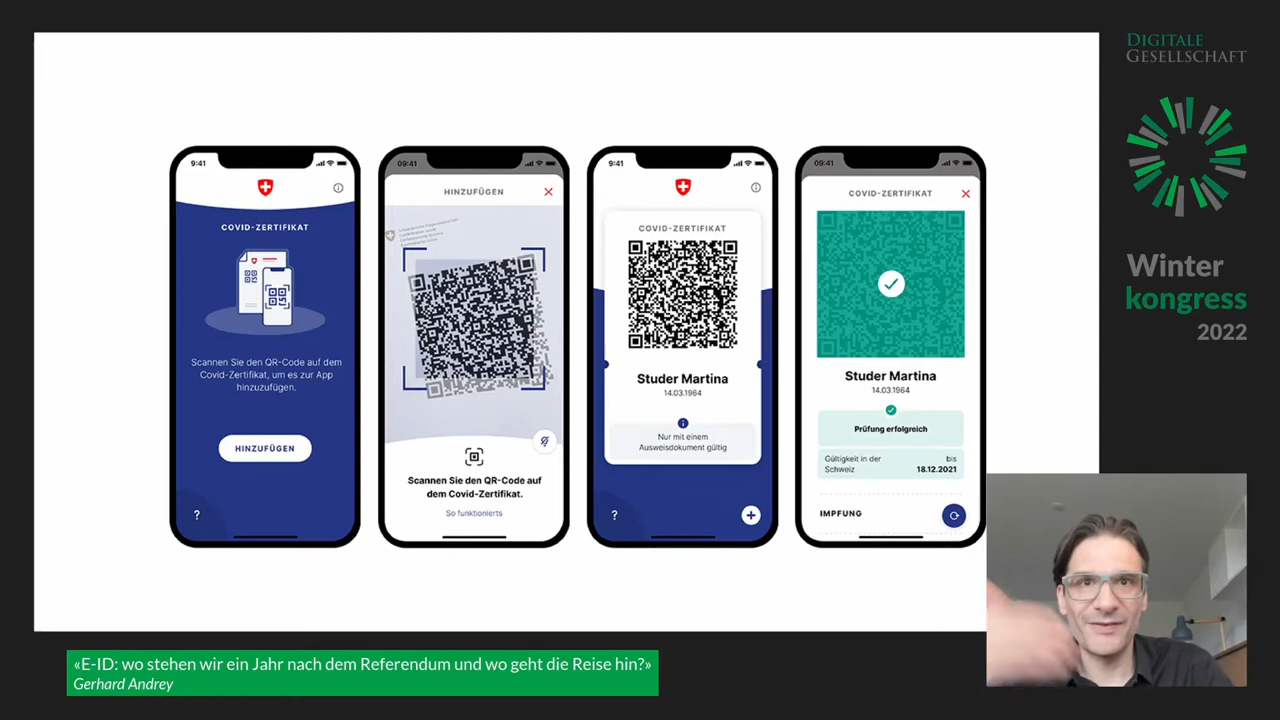 DIGITALE
GESELLSCHAFT
Winter
kongress
2022
9:41
COVID-ZERTIFIKAT
Scannen Sie den QR-Code auf dem
Covid-Zertifikat, um es zur App
hinzuzufügen.
HINZUFÜGEN
?
09:41
HINZUFÜGEN
Scannen Sie den QR-Code auf
dem Covid-Zertifikat.
So funktionierts
9:41
COVID-ZERTIFIKAT
Studer Martina
14.03.1964
Nur mit einem
Ausweisdokument gültig
?
09:41
COVID-ZERTIFIKAT
Studer Martina
14.03.1964
Prüfung erfolgreich
Gültigkeit in der bis
Schweiz 18.12.2021
IMPFUNG
«E-ID: wo stehen wir ein Jahr nach dem Referendum und wo geht die Reise hin?»
Gerhard Andrey